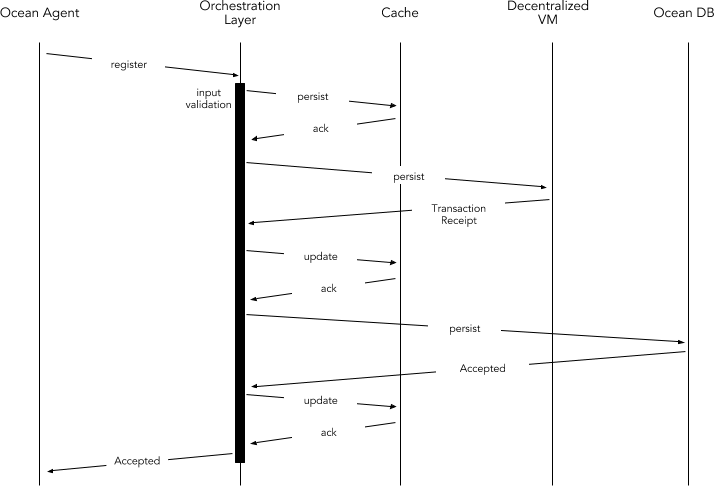 Ocean Agent
Orchestration
Layer
Cache
Decentralized
VM
Ocean DB
register
input
validation
persist
ack
persist
Transaction
Receipt
update
ack
persist
Accepted
update
ack
Accepted